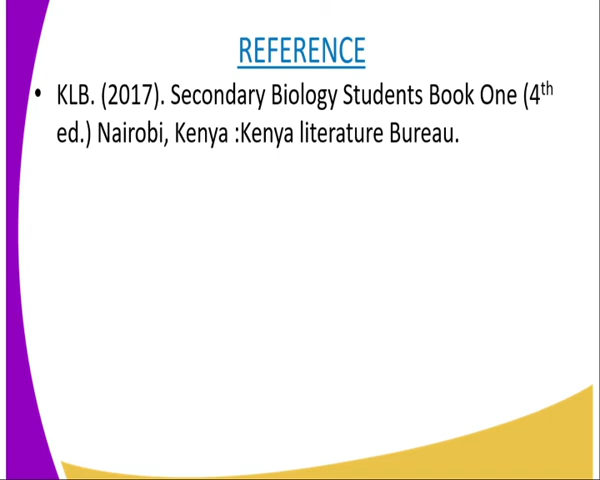 REFERENCE
• KLB. (2017). Secondary Biology Students Book One (4th
ed.) Nairobi, Kenya :Kenya literature Bureau.